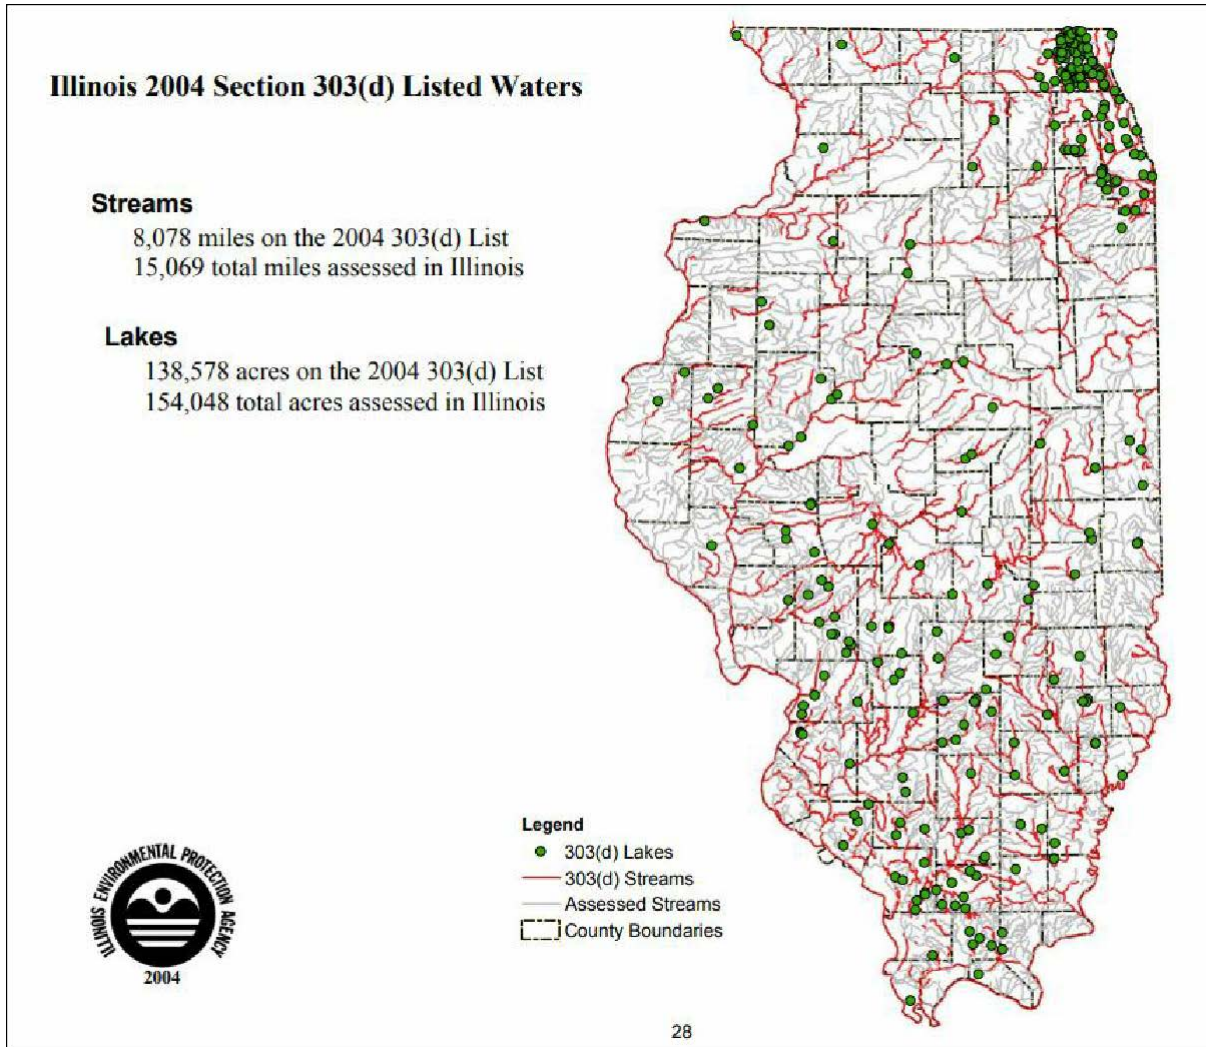 Illinois 2004 Section 303(d) Listed Waters
Streams
8,078 miles on the 2004 303(d) List
15,069 total miles assessed in Illinois
Lakes
138,578 acres on the 2004 303(d) List
154,048 total acres assessed in Illinois
Legend
303(d) Lakes
303(d) Streams
Assessed Streams
County Boundaries
ILLINOIS ENVIRONMENTAL PROTECTION AGENCY
2004
28